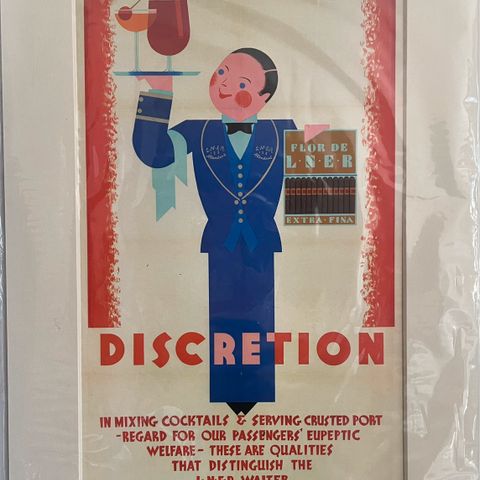 L·N·E·R
L·N·E·R
FLOR DE
L·N·E·R
EXTRA-FINA
DISCRETION
IN MIXING COCKTAILS & SERVING CRUSTED PORT
-REGARD FOR OUR PASSENGERS' EUPEPTIC
WELFARE- THESE ARE QUALITIES
THAT DISTINGUISH THE
L·N·E·R WAITER